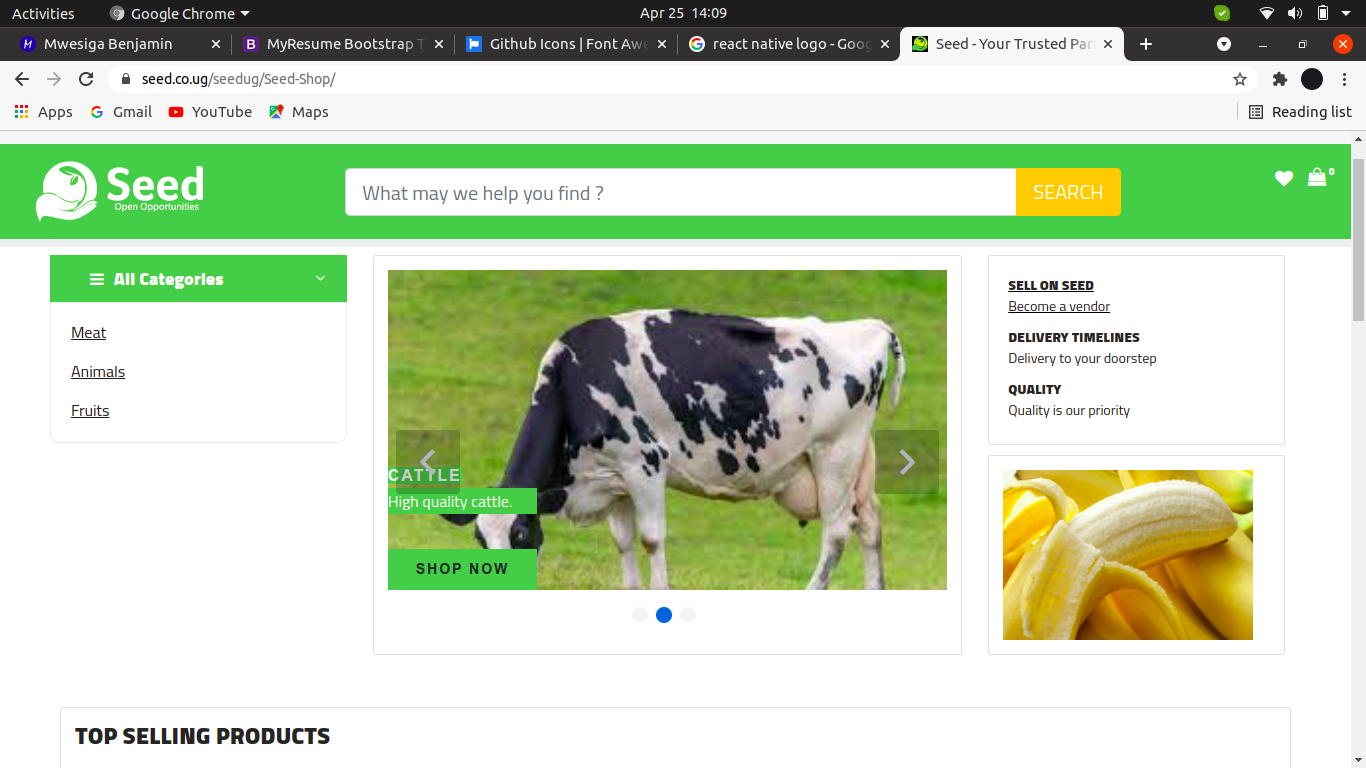 Activities
Google Chrome
Apr 25 14:09
Mwesiga Benjamin
MyResume Bootstrap T
Github Icons | Font Awe
react native logo - Goog
Seed - Your Trusted Par
seed.co.ug/seedug/Seed-Shop/
Apps
Gmail
YouTube
Maps
Reading list
Seed
Open Opportunities
What may we help you find ?
SEARCH
0
All Categories
Meat
Animals
Fruits
CATTLE
High quality cattle.
SHOP NOW
SELL ON SEED
Become a vendor
DELIVERY TIMELINES
Delivery to your doorstep
QUALITY
Quality is our priority
TOP SELLING PRODUCTS